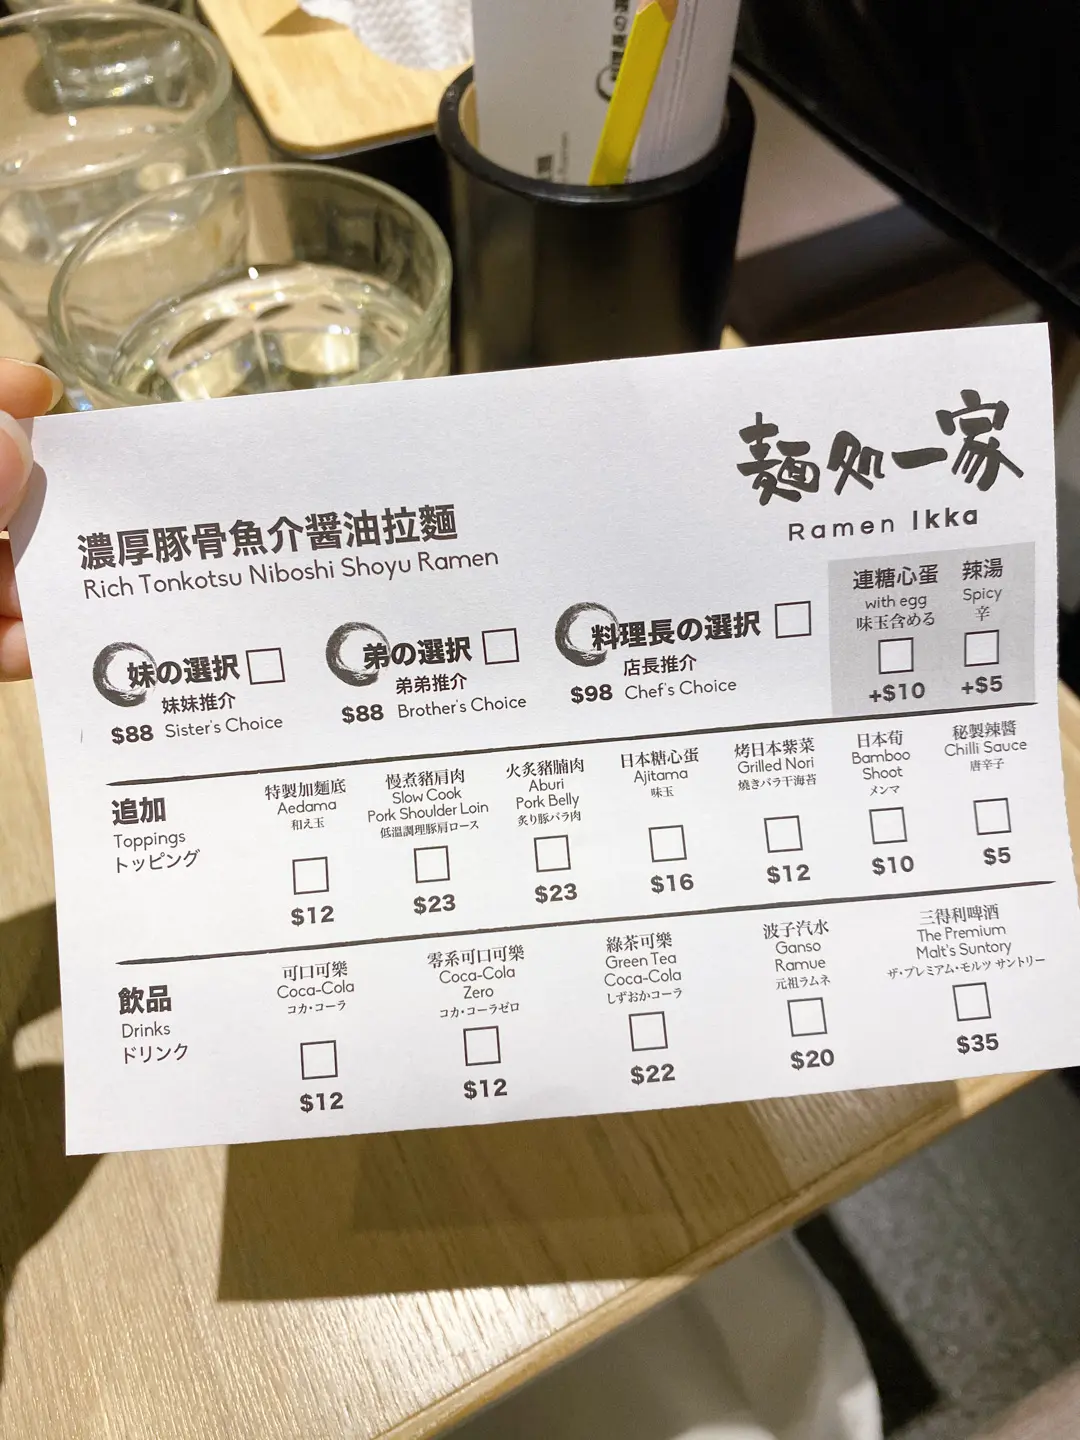 麺処一家
Ramen Ikka
濃厚豚骨魚介醤油拉麵
Rich Tonkotsu Niboshi Shoyu Ramen
連糖心蛋
with egg
味玉含める
+$10
辣湯
Spicy
辛
+$5
妹の選択
妹妹推介
$88 Sister's Choice
弟の選択
弟弟推介
$88 Brother's Choice
料理長の選択
店長推介
$98 Chef's Choice
追加
Toppings
トッピング
特製加麵底
Aedama
和え玉
$12
慢煮豬肩肉
Slow Cook
Pork Shoulder Loin
低溫調理豚肩ロース
$23
火炙豬腩肉
Aburi
Pork Belly
炙り豚バラ肉
$23
日本糖心蛋
Ajitama
味玉
$16
烤日本紫菜
Grilled Nori
燒きバラ干海苔
$12
日本荀
Bamboo
Shoot
メンマ
$10
秘製辣醬
Chilli Sauce
唐辛子
$5
飲品
Drinks
ドリンク
可口可樂
Coca-Cola
コカ・コーラ
$12
零系可口可樂
Coca-Cola
Zero
コカ・コーラゼロ
$12
綠茶可樂
Green Tea
Coca-Cola
しずおかコーラ
$22
波子汽水
Ganso
Ramue
元祖ラムネ
$20
三得利啤酒
The Premium
Malt's Suntory
ザ・プレミアム・モルツ サントリー
$35